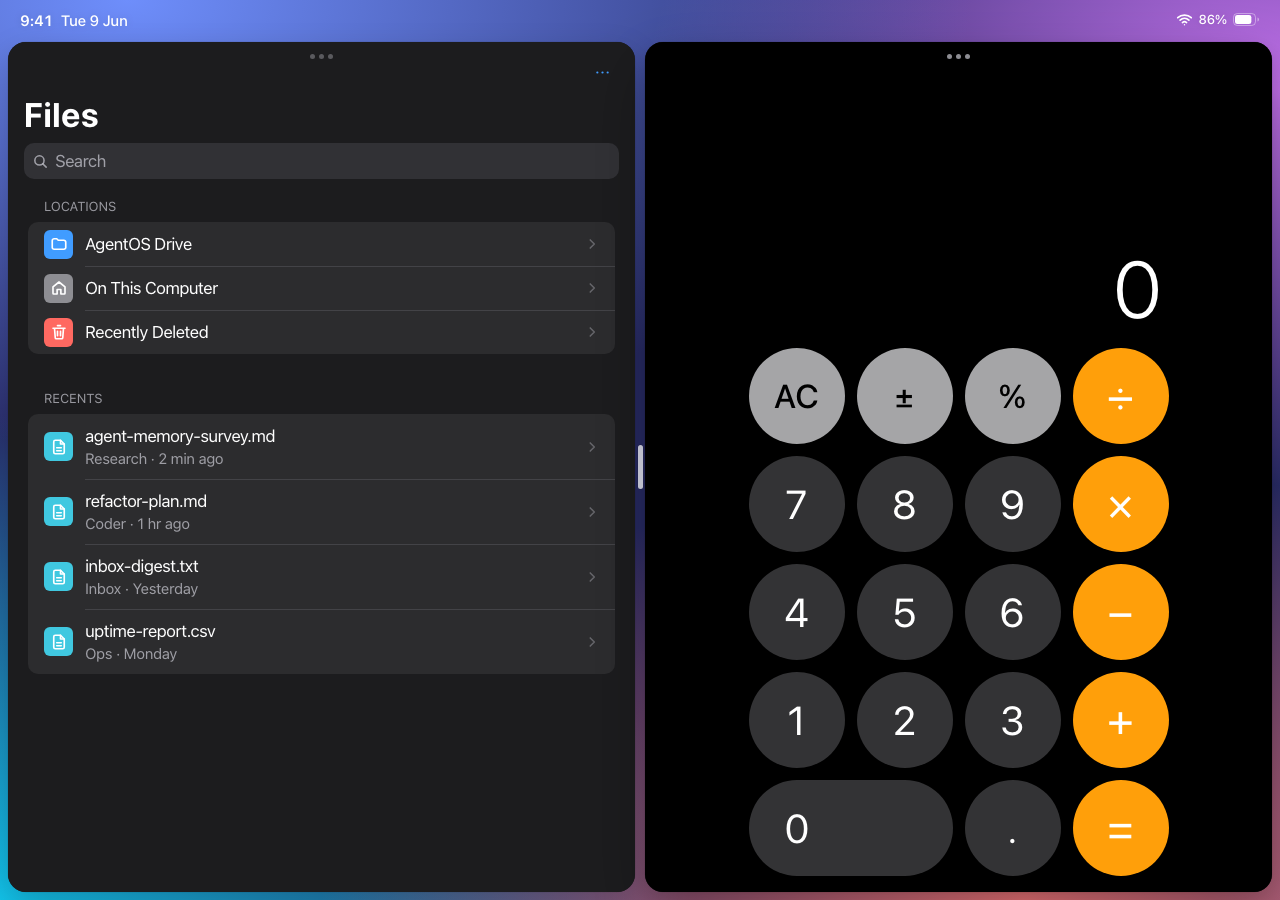 9:41 Tue 9 Jun
86%
Files
Search
LOCATIONS
AgentOS Drive
On This Computer
Recently Deleted
RECENTS
agent-memory-survey.md
Research · 2 min ago
refactor-plan.md
Coder · 1 hr ago
inbox-digest.txt
Inbox · Yesterday
uptime-report.csv
Ops · Monday
0
AC ± % ÷
7 8 9 ×
4 5 6 −
1 2 3 +
0 . =